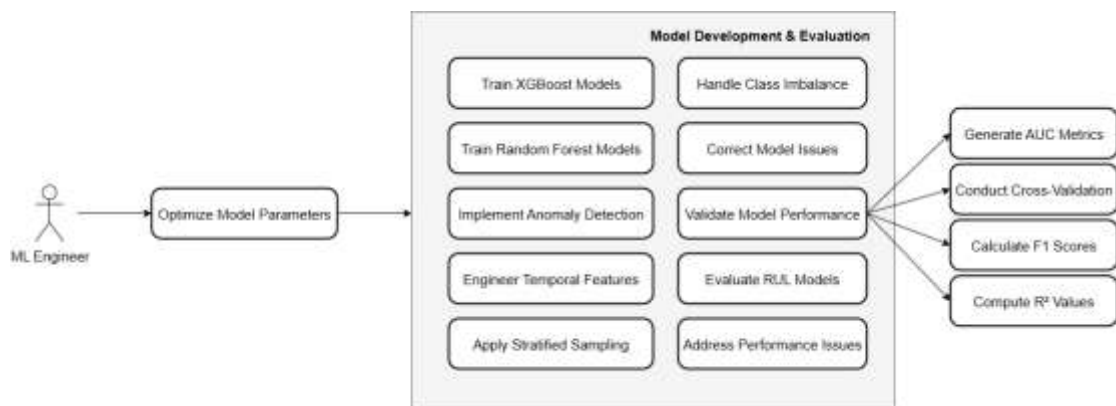 Model Development & Evaluation
Train XGBoost Models
Handle Class Imbalance
Train Random Forest Models
Correct Model Issues
Implement Anomaly Detection
Validate Model Performance
Engineer Temporal Features
Evaluate RUL Models
Apply Stratified Sampling
Address Performance Issues
ML Engineer
Optimize Model Parameters
Generate AUC Metrics
Conduct Cross-Validation
Calculate F1 Scores
Compute R² Values